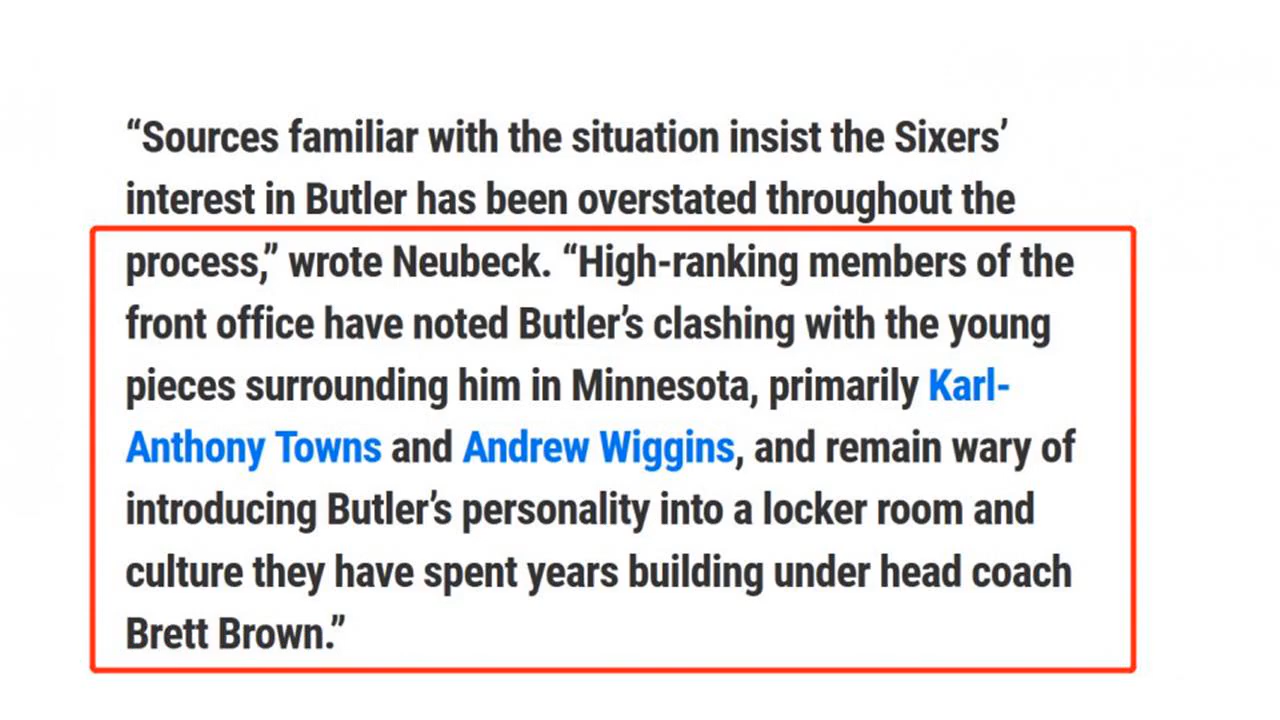 “Sources familiar with the situation insist the Sixers’
interest in Butler has been overstated throughout the
process,” wrote Neubeck. “High-ranking members of the
front office have noted Butler’s clashing with the young
pieces surrounding him in Minnesota, primarily Karl-
Anthony Towns and Andrew Wiggins, and remain wary of
introducing Butler’s personality into a locker room and
culture they have spent years building under head coach
Brett Brown.”